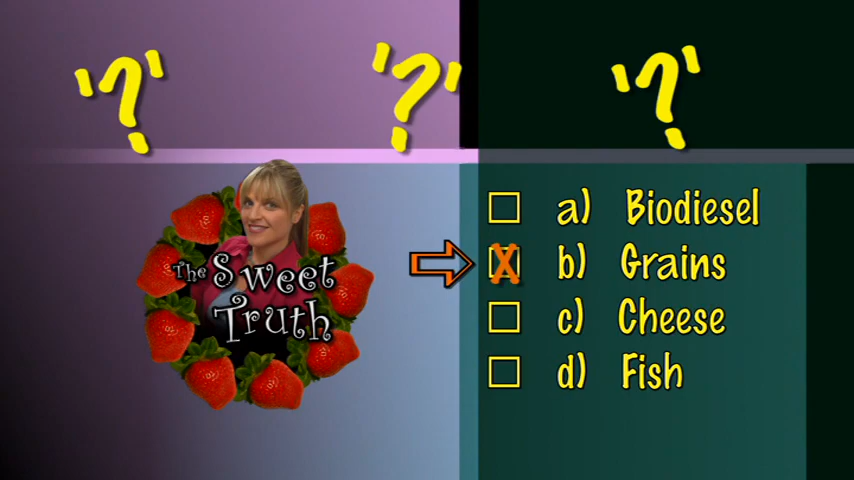 '?' '?' '?'
The Sweet
Truth
☐ a) Biodiesel
☒ b) Grains
☐ c) Cheese
☐ d) Fish